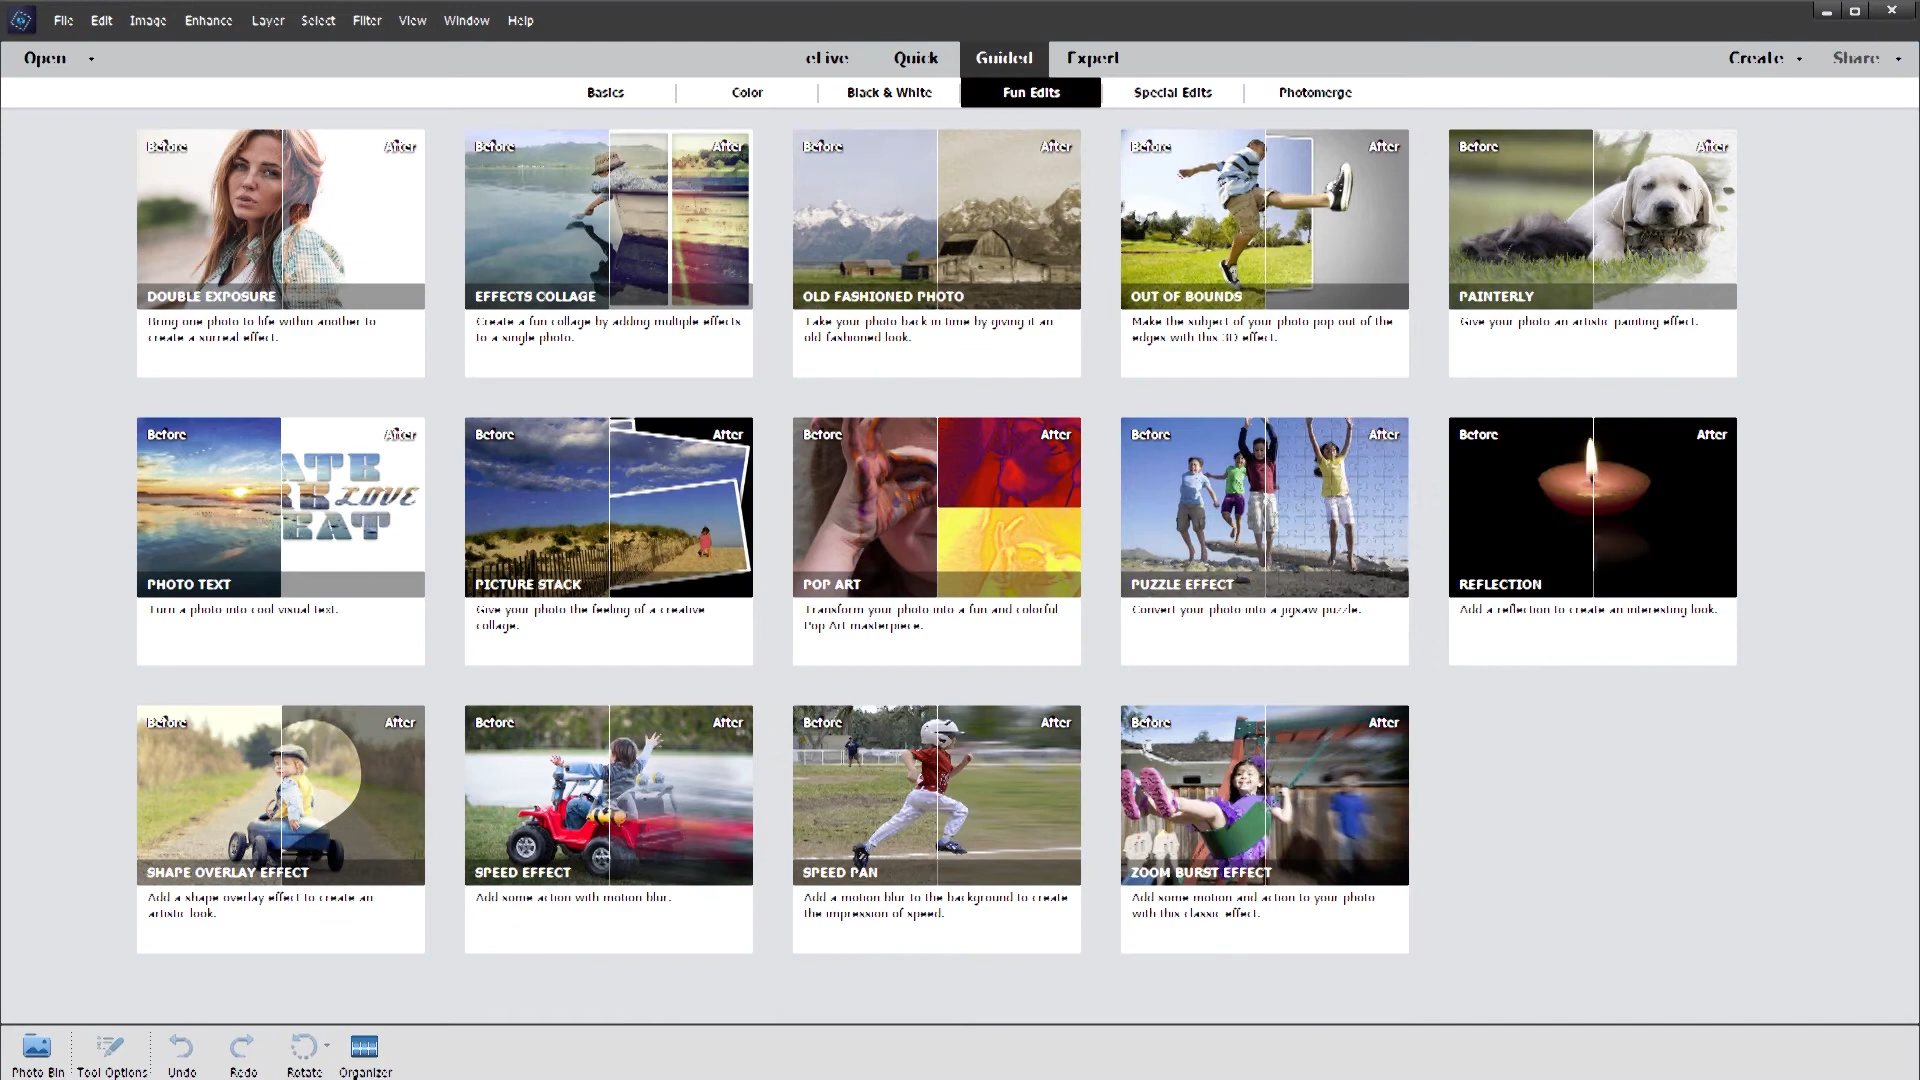 File Edit Image Enhance Layer Select Filter View Window Help
Open eLive Quick Guided Expert Create Share
Basics Color Black & White Fun Edits Special Edits Photomerge
Before After Before After Before After Before After Before After
DOUBLE EXPOSURE EFFECTS COLLAGE OLD FASHIONED PHOTO OUT OF BOUNDS PAINTERLY
Bring one photo to life within another to
create a surreal effect.
Create a fun collage by adding multiple effects
to a single photo.
Take your photo back in time by giving it an
old fashioned look.
Make the subject of your photo pop out of the
edges with this 3D effect.
Give your photo an artistic painting effect.
Before After Before After Before After Before After Before After
ATE
RE LOVE
EAT
PHOTO TEXT PICTURE STACK POP ART PUZZLE EFFECT REFLECTION
Turn a photo into cool visual text.
Give your photo the feeling of a creative
collage.
Transform your photo into a fun and colorful
Pop Art masterpiece.
Convert your photo into a jigsaw puzzle.
Add a reflection to create an interesting look.
Before After Before After Before After Before After
SHAPE OVERLAY EFFECT SPEED EFFECT SPEED PAN ZOOM BURST EFFECT
Add a shape overlay effect to create an
artistic look.
Add some action with motion blur.
Add a motion blur to the background to create
the impression of speed.
Add some motion and action to your photo
with this classic effect.
Photo Bin Tool Options Undo Redo Rotate Organizer